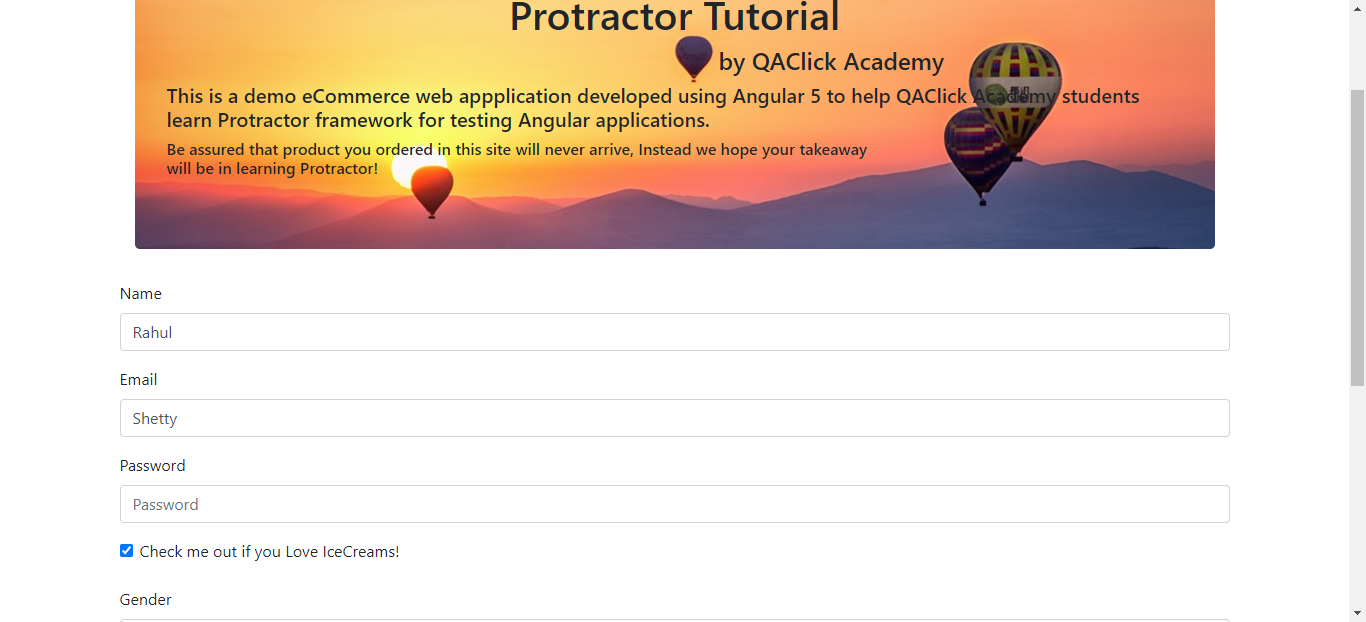 Protractor Tutorial
by QAClick Academy
This is a demo eCommerce web appplication developed using Angular 5 to help QAClick Academy students
learn Protractor framework for testing Angular applications.
Be assured that product you ordered in this site will never arrive, Instead we hope your takeaway
will be in learning Protractor!
Name
Rahul
Email
Shetty
Password
Password
Check me out if you Love IceCreams!
Gender